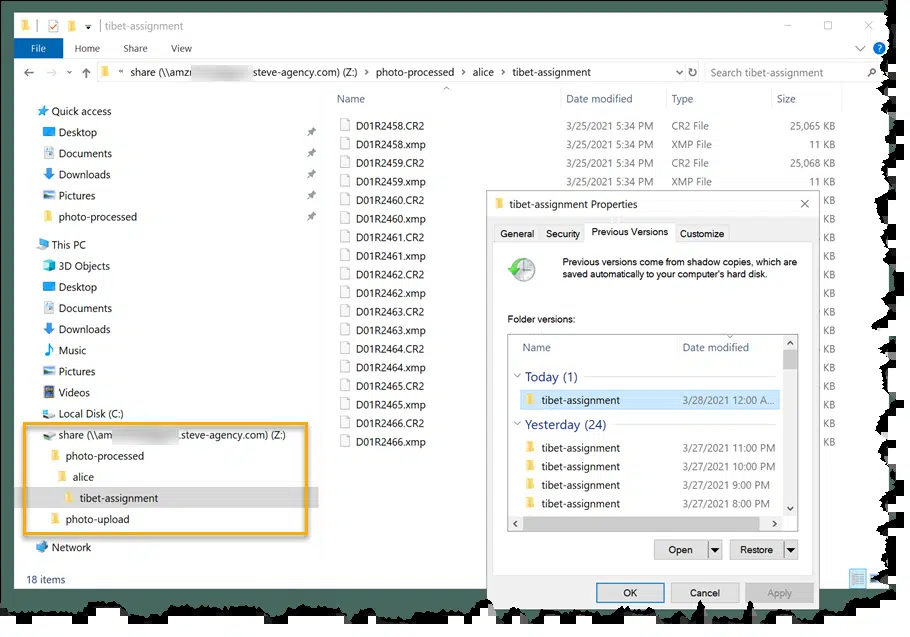 tibet-assignment
File Home Share View
share (\\amzr steve-agency.com) (Z:) › photo-processed › alice › tibet-assignment
Search tibet-assignment
Quick access
Desktop
Documents
Downloads
Pictures
photo-processed
This PC
3D Objects
Desktop
Documents
Downloads
Music
Pictures
Videos
Local Disk (C:)
share (\\am .steve-agency.com) (Z:)
photo-processed
alice
tibet-assignment
photo-upload
Network
18 items
Name Date modified Type Size
D01R2458.CR2 3/25/2021 5:34 PM CR2 File 25,065 KB
D01R2458.xmp 3/25/2021 5:34 PM XMP File 11 KB
D01R2459.CR2 3/25/2021 5:34 PM CR2 File 25,068 KB
D01R2459.xmp 3/25/2021 5:34 PM XMP File 11 KB
D01R2460.CR2 KB
D01R2460.xmp KB
D01R2461.CR2 KB
D01R2461.xmp KB
D01R2462.CR2 KB
D01R2462.xmp KB
D01R2463.CR2 KB
D01R2463.xmp KB
D01R2464.CR2 KB
D01R2464.xmp KB
D01R2465.CR2 KB
D01R2465.xmp KB
D01R2466.CR2 KB
D01R2466.xmp KB
tibet-assignment Properties
General Security Previous Versions Customize
Previous versions come from shadow copies, which are
saved automatically to your computer's hard disk.
Folder versions:
Name Date modified
Today (1)
tibet-assignment 3/28/2021 12:00 A...
Yesterday (24)
tibet-assignment 3/27/2021 11:00 PM
tibet-assignment 3/27/2021 10:00 PM
tibet-assignment 3/27/2021 9:00 PM
tibet-assignment 3/27/2021 8:00 PM
Open Restore
OK Cancel Apply